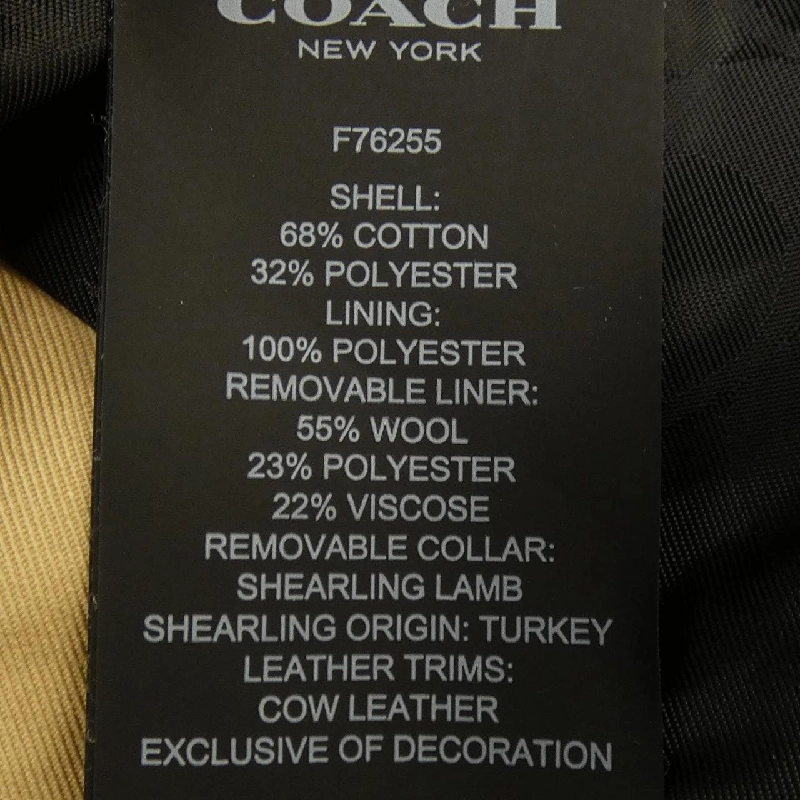 COACH
NEW YORK
F76255
SHELL:
68% COTTON
32% POLYESTER
LINING:
100% POLYESTER
REMOVABLE LINER:
55% WOOL
23% POLYESTER
22% VISCOSE
REMOVABLE COLLAR:
SHEARLING LAMB
SHEARLING ORIGIN: TURKEY
LEATHER TRIMS:
COW LEATHER
EXCLUSIVE OF DECORATION